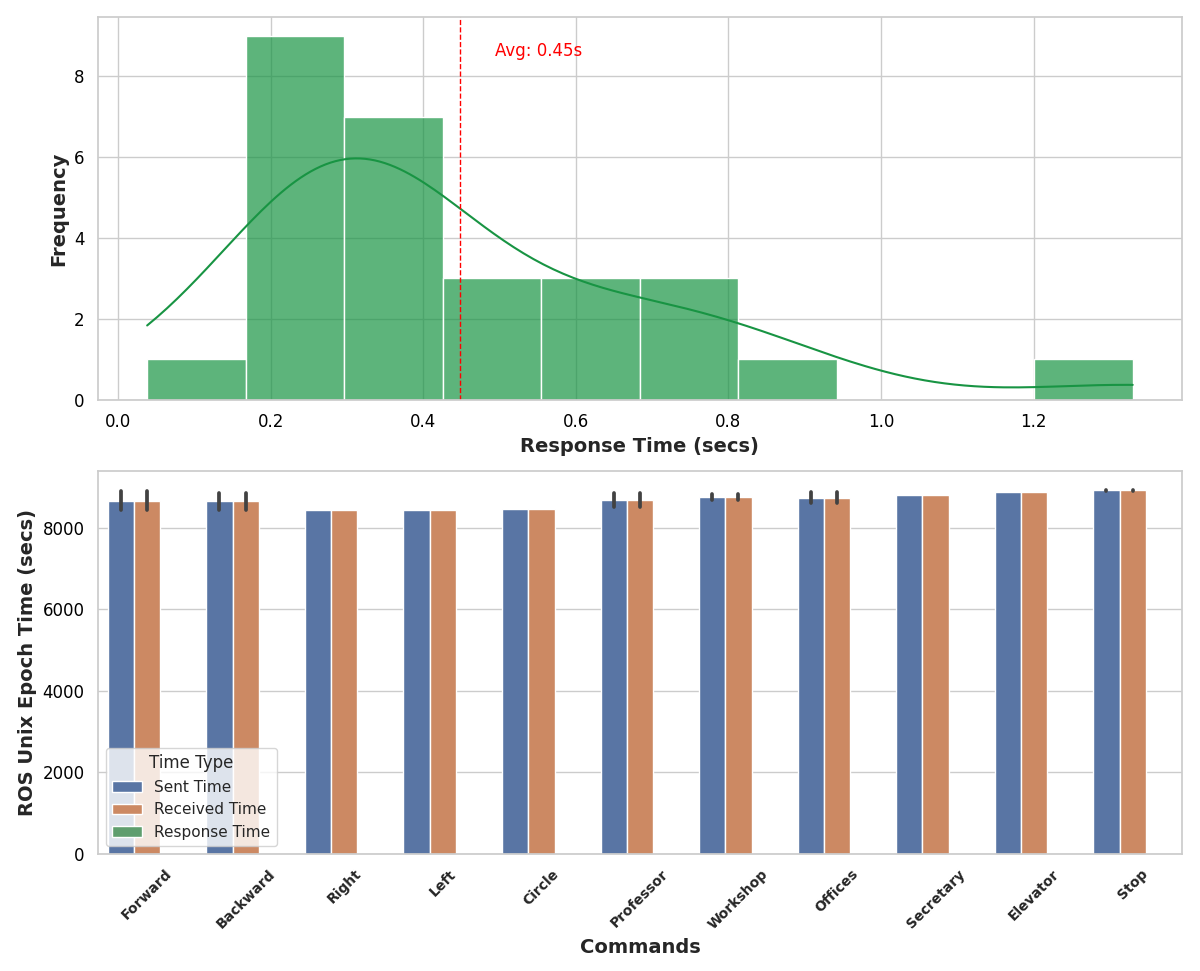 Avg: 0.45s
Frequency
8
6
4
2
0
0.0 0.2 0.4 0.6 0.8 1.0 1.2
Response Time (secs)
ROS Unix Epoch Time (secs)
8000
6000
4000
2000
0
Time Type
Sent Time
Received Time
Response Time
Forward Backward Right Left Circle Professor Workshop Offices Secretary Elevator Stop
Commands